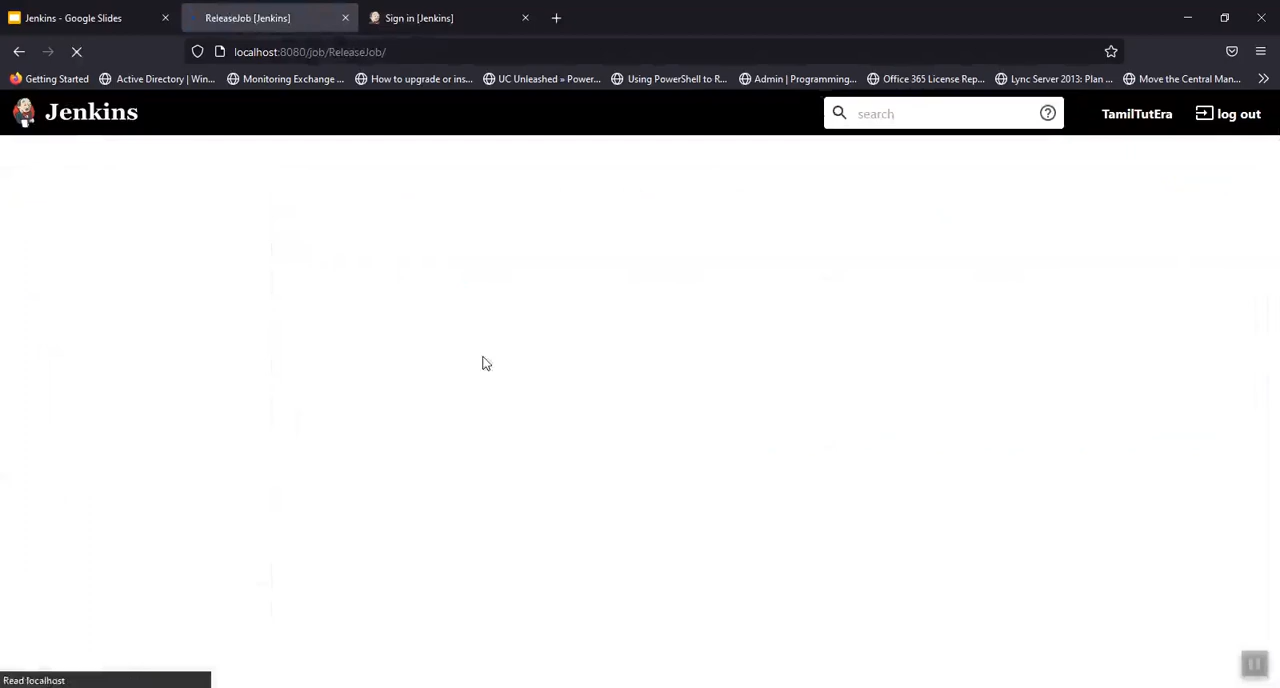 Jenkins - Google Slides
ReleaseJob [Jenkins]
Sign in [Jenkins]
localhost:8080/job/ReleaseJob/
Getting Started
Active Directory | Win...
Monitoring Exchange ...
How to upgrade or ins...
UC Unleashed » Power...
Using PowerShell to R...
Admin | Programming...
Office 365 License Rep...
Lync Server 2013: Plan ...
Move the Central Man...
Jenkins
search
TamilTutEra
log out
Read localhost